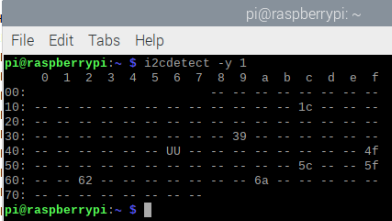 pi@raspberrypi: ~
File Edit Tabs Help
pi@raspberrypi:~ $ i2cdetect -y 1
     0  1  2  3  4  5  6  7  8  9  a  b  c  d  e  f
00:                         -- -- -- -- -- -- -- --
10: -- -- -- -- -- -- -- -- -- -- -- -- 1c -- -- --
20: -- -- -- -- -- -- -- -- -- -- -- -- -- -- -- --
30: -- -- -- -- -- -- -- -- -- 39 -- -- -- -- -- --
40: -- -- -- -- -- -- UU -- -- -- -- -- -- -- -- 4f
50: -- -- -- -- -- -- -- -- -- -- -- -- 5c -- -- 5f
60: -- -- 62 -- -- -- -- -- -- -- 6a -- -- -- -- --
70: -- -- -- -- -- -- -- --
pi@raspberrypi:~ $